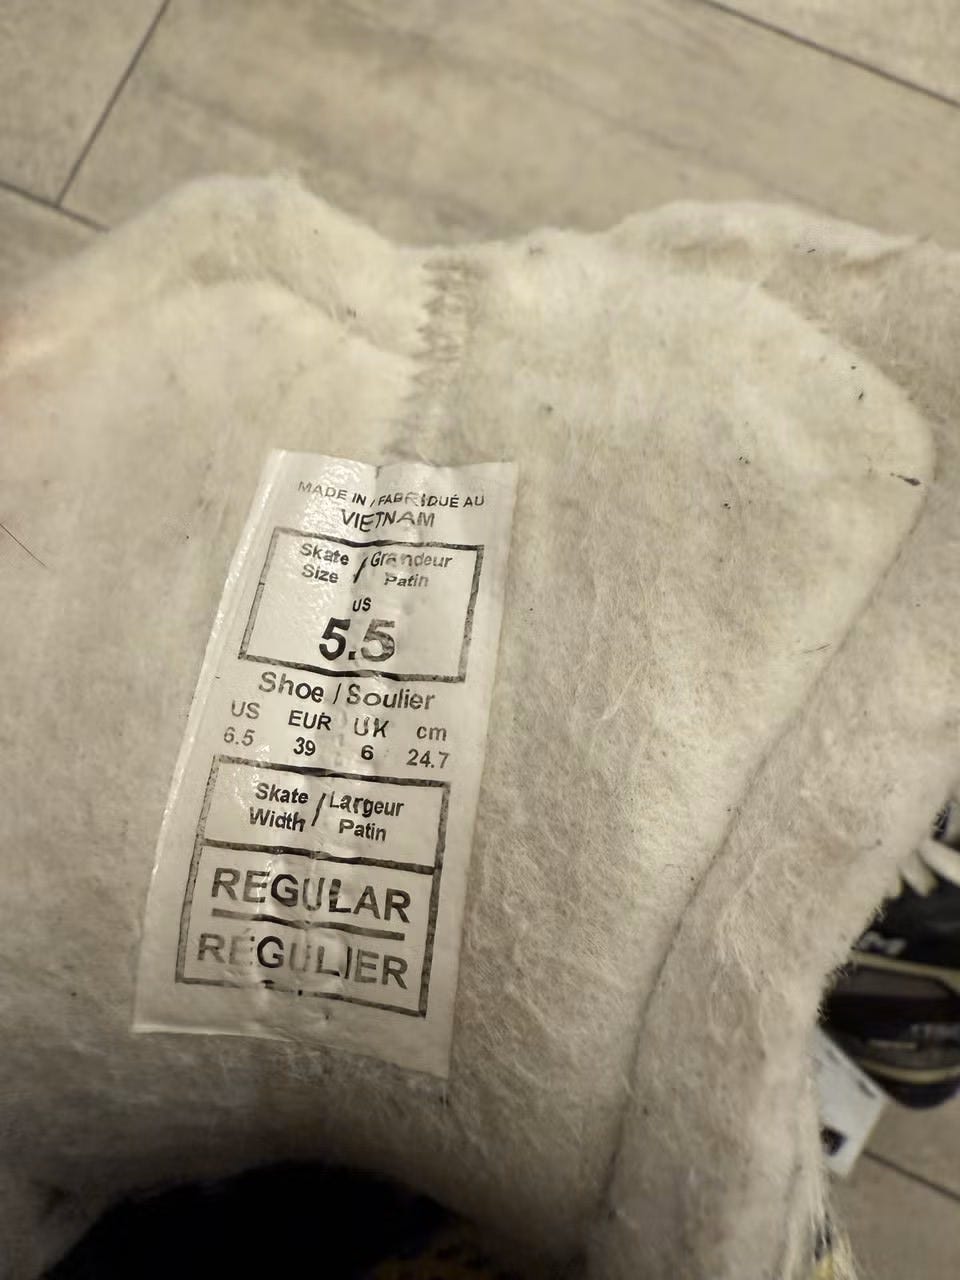 MADE IN / FABRIQUÉ AU
VIETNAM
Skate Size / Grandeur Patin
US
5.5
Shoe / Soulier
US EUR UK cm
6.5 39 6 24.7
Skate Width / Largeur Patin
REGULAR
RÉGULIER